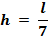 h = l/7